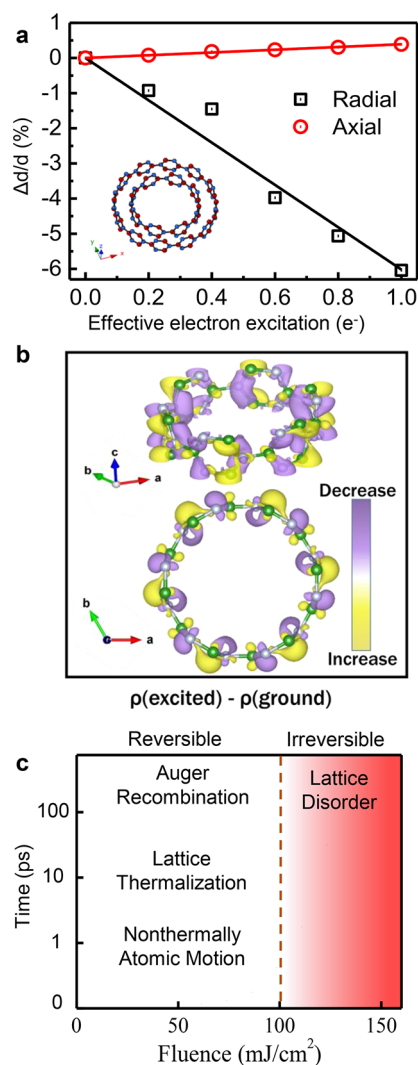 a
1
0
-1
-2
-3
-4
-5
-6
Δd/d (%)
Radial
Axial
y
z
x
0.0 0.2 0.4 0.6 0.8 1.0
Effective electron excitation (e⁻)
b
c
b
a
Decrease
b
a
Increase
ρ(excited) - ρ(ground)
Reversible Irreversible
c
Auger
Recombination
Lattice
Disorder
Lattice
Thermalization
Nonthermally
Atomic Motion
100
10
1
0
Time (ps)
0 50 100 150
Fluence (mJ/cm²)